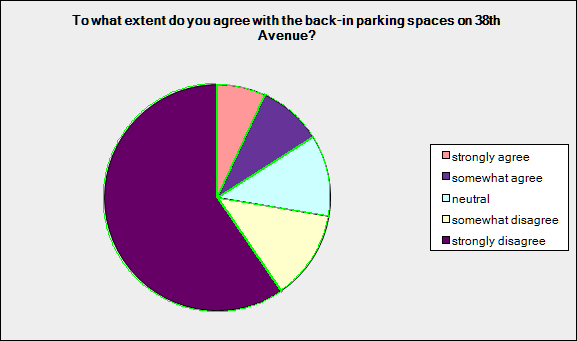 To what extent do you agree with the back-in parking spaces on 38th
Avenue?
strongly agree
somewhat agree
neutral
somewhat disagree
strongly disagree